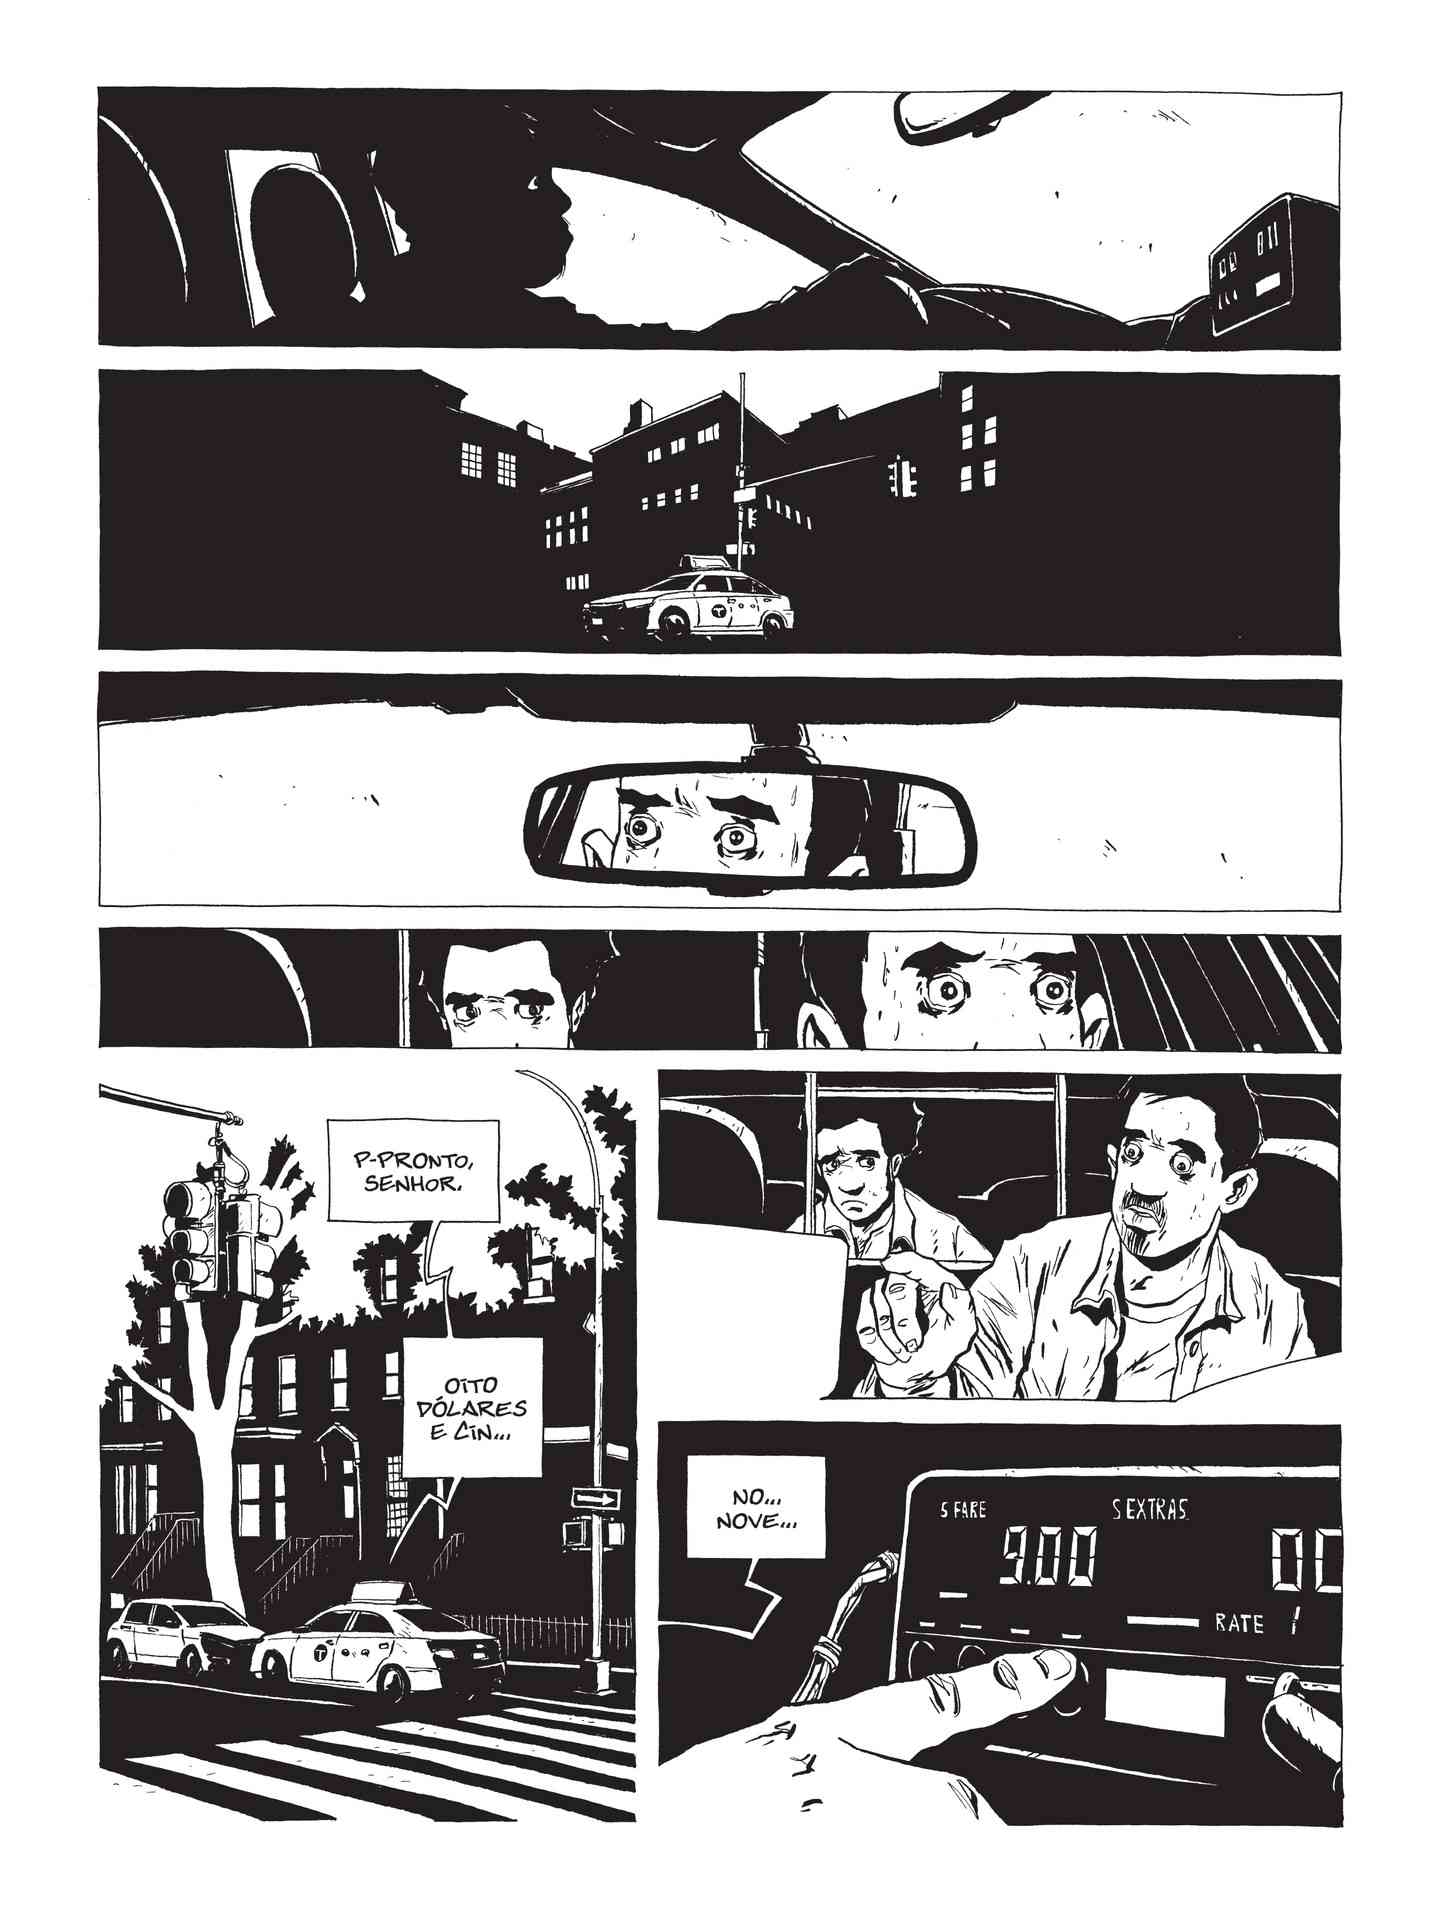 P-PRONTO,
SENHOR.
OITO
DÓLARES
E CIN...
NO...
NOVE...
$ FARE
$ EXTRAS
9.00
00
RATE 1
T
T